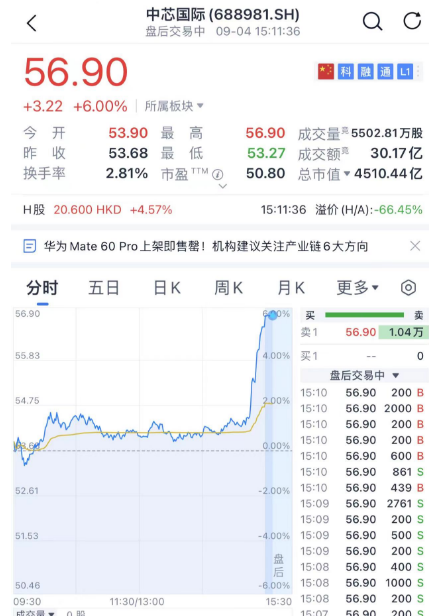 中芯国际 (688981.SH)
盘后交易中 09-04 15:11:36
56.90
+3.22 +6.00% 所属板块
科 融 通 L1
今开 53.90 最高 56.90 成交量 5502.81万股
昨收 53.68 最低 53.27 成交额 30.17亿
换手率 2.81% 市盈TTM 50.80 总市值 4510.44亿
H股 20.600 HKD +4.57% 15:11:36 溢价 (H/A):-66.45%
华为 Mate 60 Pro上架即售罄！机构建议关注产业链6大方向
分时 五日 日K 周K 月K 更多
56.90 6.00%
55.83 4.00%
54.75 2.00%
0.00%
52.61 -2.00%
51.53 -4.00%
50.46 -6.00%
盘后
09:30 11:30/13:00 15:30
成交量 0股
买 卖
卖1 56.90 1.04万
买1 -- 0
盘后交易中
15:10 56.90 200 B
15:10 56.90 2000 B
15:10 56.90 200 B
15:10 56.90 200 B
15:10 56.90 600 B
15:10 56.90 861 S
15:10 56.90 439 B
15:09 56.90 2761 S
15:09 56.90 200 S
15:09 56.90 500 S
15:09 56.90 200 S
15:08 56.90 400 S
15:08 56.90 1000 S
15:08 56.90 200 S
15:07 56.90 200 S